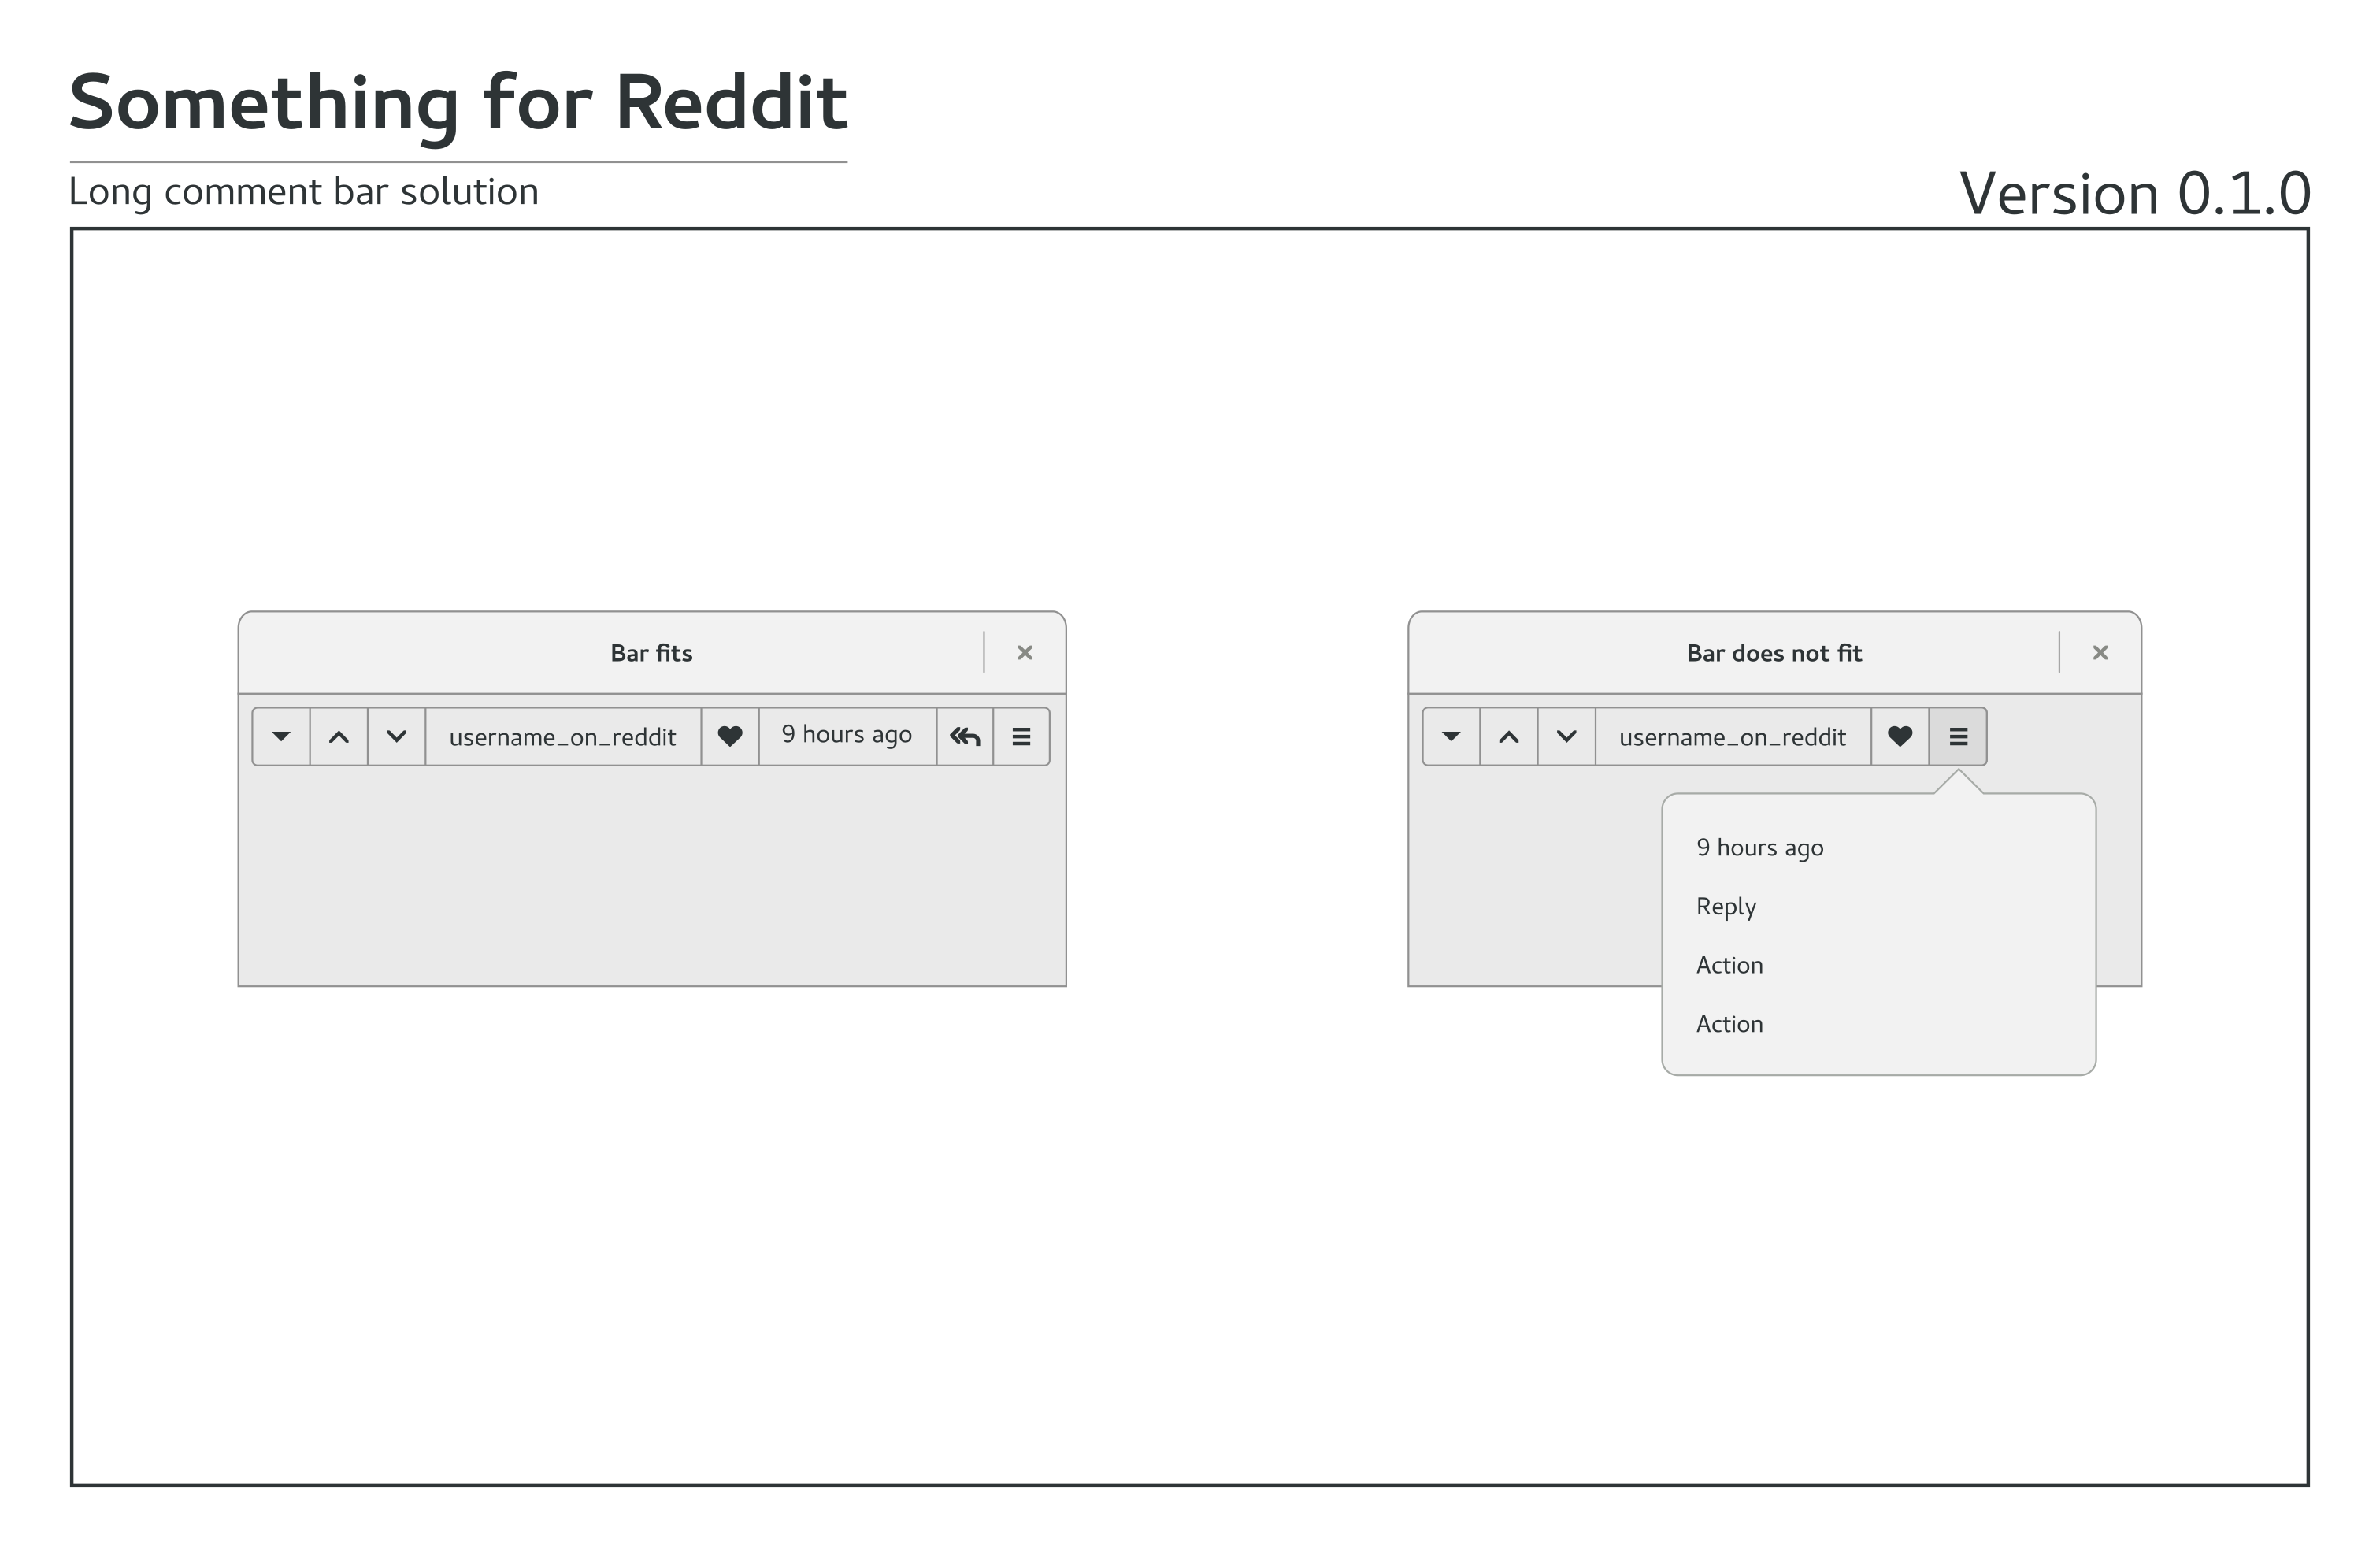 Something for Reddit
Long comment bar solution
Version 0.1.0
Bar fits
username_on_reddit
9 hours ago
Bar does not fit
username_on_reddit
9 hours ago
Reply
Action
Action